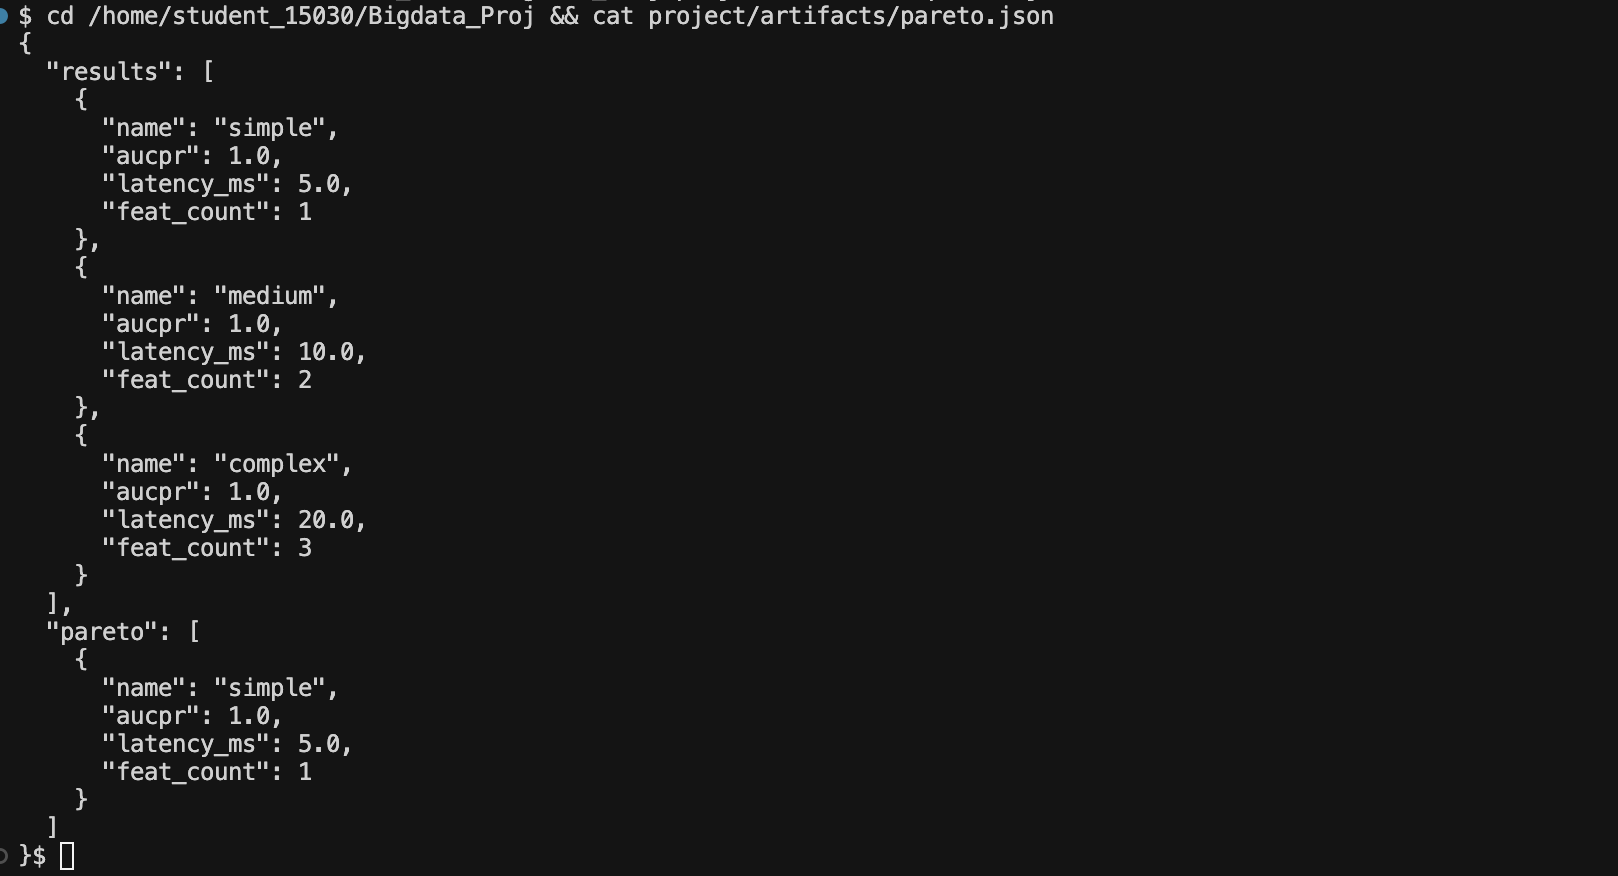 $ cd /home/student_15030/Bigdata_Proj && cat project/artifacts/pareto.json
{
  "results": [
    {
      "name": "simple",
      "aucpr": 1.0,
      "latency_ms": 5.0,
      "feat_count": 1
    },
    {
      "name": "medium",
      "aucpr": 1.0,
      "latency_ms": 10.0,
      "feat_count": 2
    },
    {
      "name": "complex",
      "aucpr": 1.0,
      "latency_ms": 20.0,
      "feat_count": 3
    }
  ],
  "pareto": [
    {
      "name": "simple",
      "aucpr": 1.0,
      "latency_ms": 5.0,
      "feat_count": 1
    }
  ]
}$